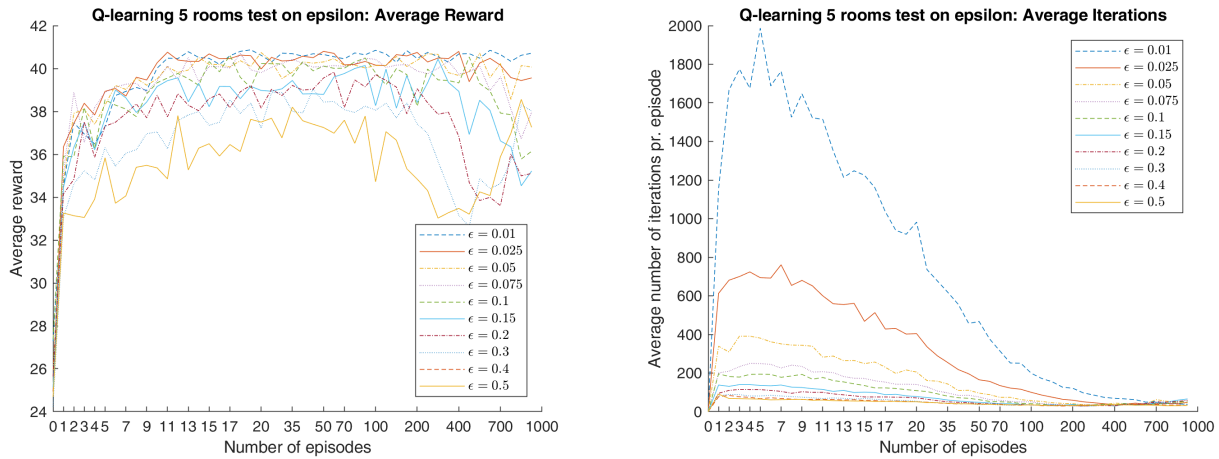 Q-learning 5 rooms test on epsilon: Average Reward
42
40
38
36
34
32
30
28
26
24
Average reward
0 1 2 3 4 5 7 9 11 13 15 17 20 35 50 70 100 200 400 700 1000
Number of episodes
ϵ = 0.01
ϵ = 0.025
ϵ = 0.05
ϵ = 0.075
ϵ = 0.1
ϵ = 0.15
ϵ = 0.2
ϵ = 0.3
ϵ = 0.4
ϵ = 0.5
Q-learning 5 rooms test on epsilon: Average Iterations
2000
1800
1600
1400
1200
1000
800
600
400
200
0
Average number of iterations pr. episode
0 1 2 3 4 5 7 9 11 13 15 17 20 35 50 70 100 200 400 700 1000
Number of episodes
ϵ = 0.01
ϵ = 0.025
ϵ = 0.05
ϵ = 0.075
ϵ = 0.1
ϵ = 0.15
ϵ = 0.2
ϵ = 0.3
ϵ = 0.4
ϵ = 0.5